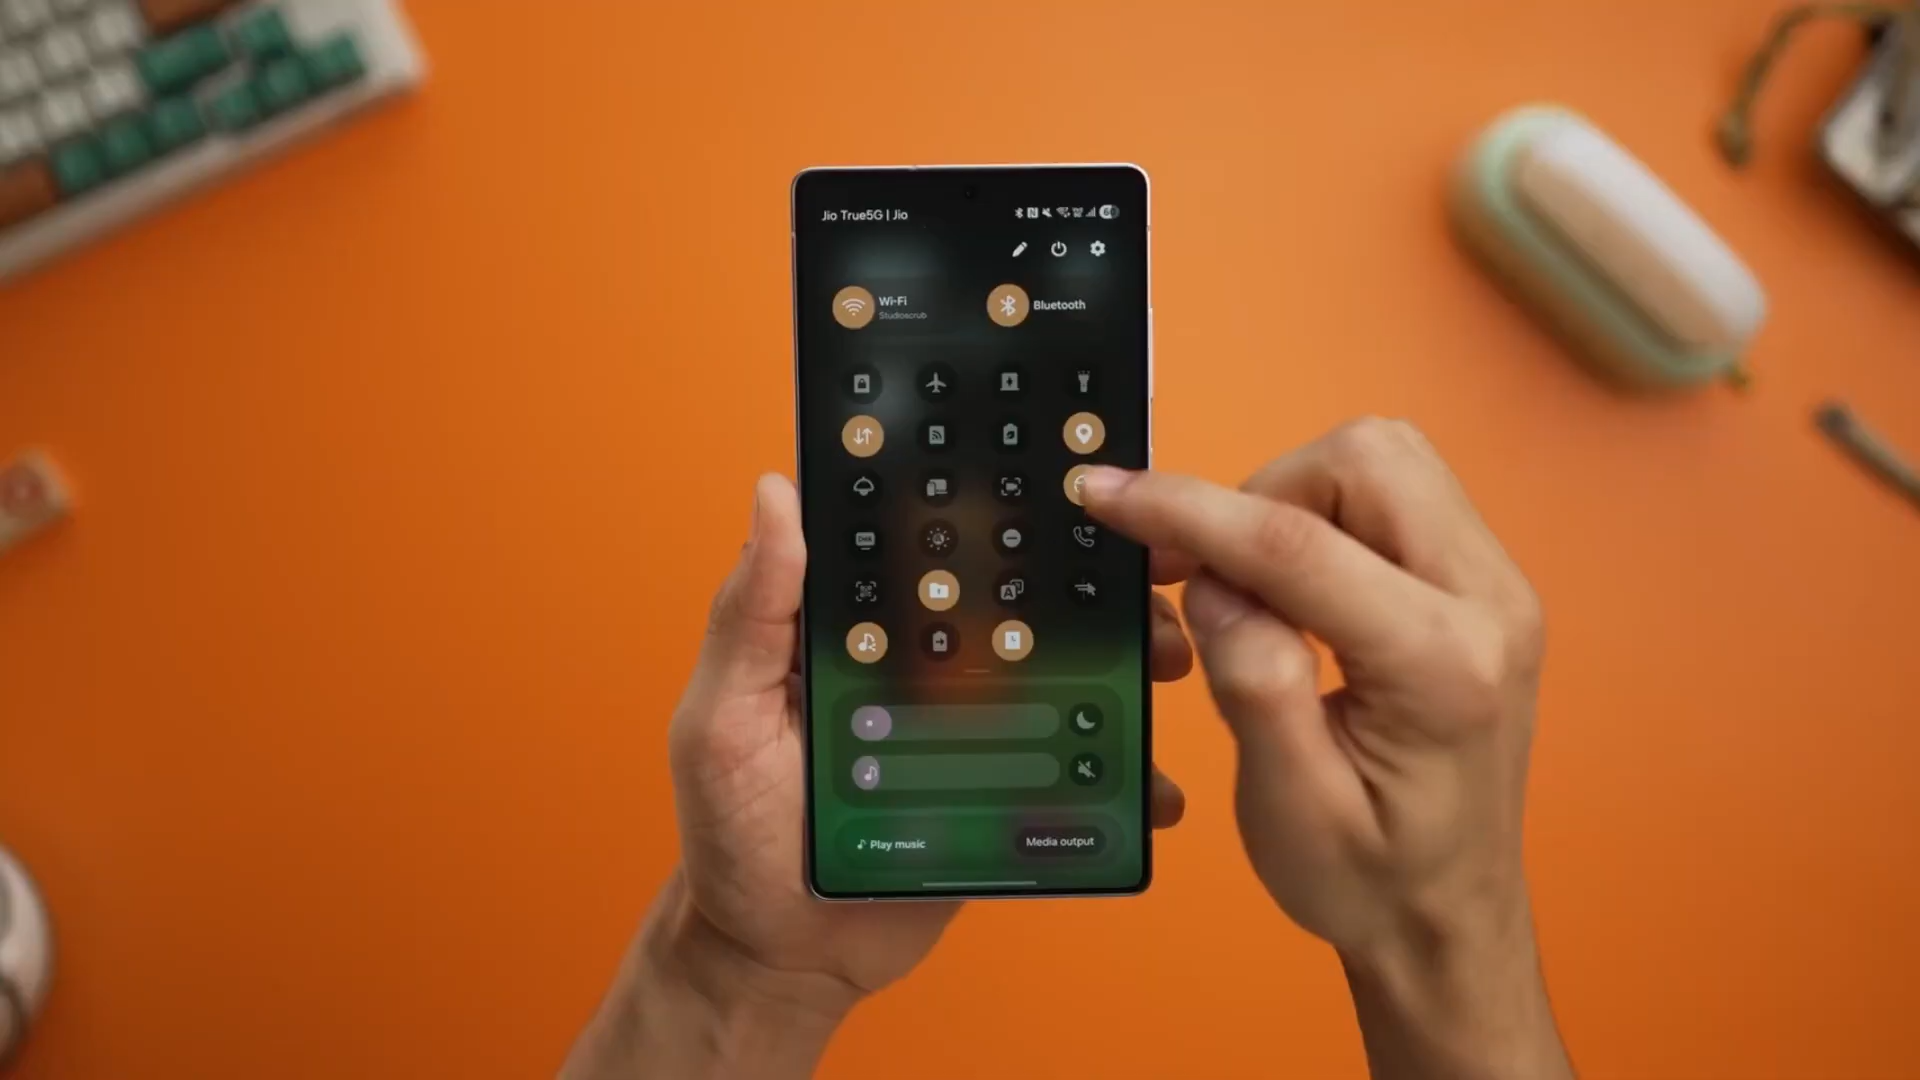 Jio True5G | Jio
Wi-Fi
Studioscrub
Bluetooth
Play music
Media output